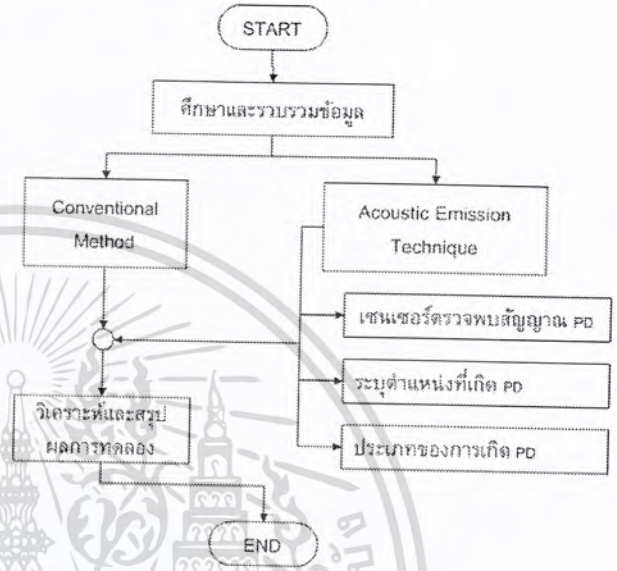 START
ศึกษาและรวบรวมข้อมูล
Conventional
Method
Acoustic Emission
Technique
เซนเซอร์ตรวจพบสัญญาณ PD
ระบุตำแหน่งที่เกิด PD
ประเภทของการเกิด PD
วิเคราะห์และสรุป
ผลการทดลอง
END